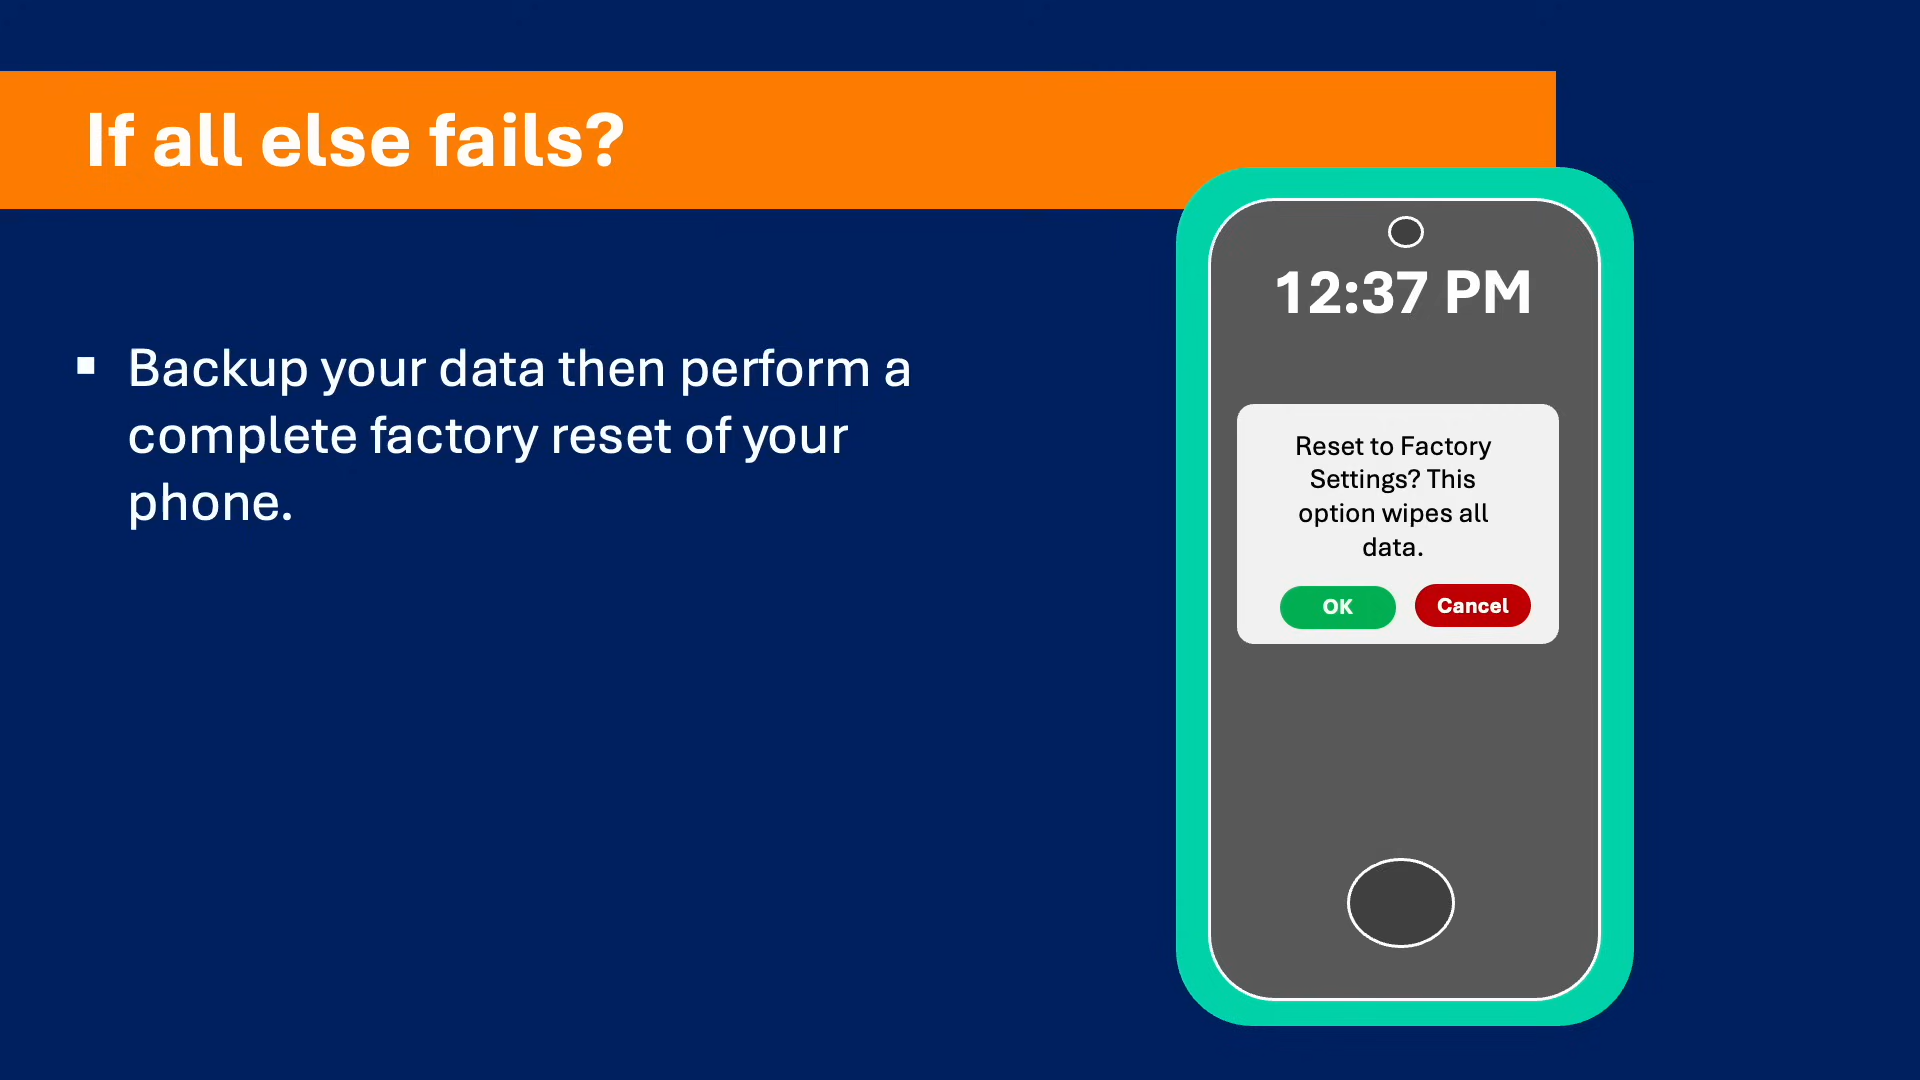 If all else fails?
▪ Backup your data then perform a
complete factory reset of your
phone.
12:37 PM
Reset to Factory
Settings? This
option wipes all
data.
OK
Cancel